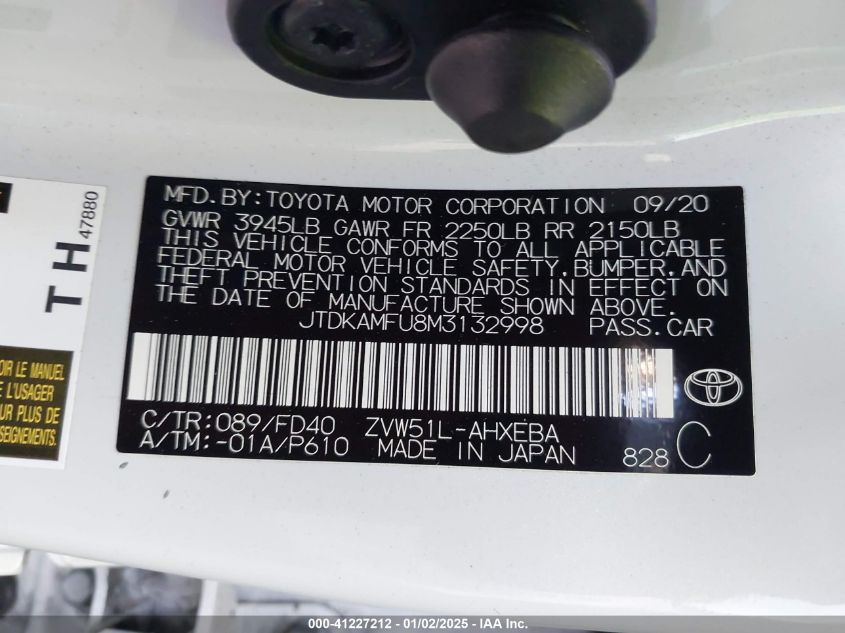 MFD.BY:TOYOTA MOTOR CORPORATION 09/20
GVWR 3945LB GAWR FR 2250LB RR 2150LB
THIS VEHICLE CONFORMS TO ALL APPLICABLE
FEDERAL MOTOR VEHICLE SAFETY,BUMPER,AND
THEFT PREVENTION STANDARDS IN EFFECT ON
THE DATE OF MANUFACTURE SHOWN ABOVE.
JTDKAMFU8M3132998 PASS.CAR
C/TR:089/FD40 ZVW51L-AHXEBA
A/TM:-01A/P610 MADE IN JAPAN 828 C
TH
47880
OIR LE MANUEL
E L'USAGER
UR PLUS DE
SEIGNEMENTS.
000-41227212 - 01/02/2025 - IAA Inc.